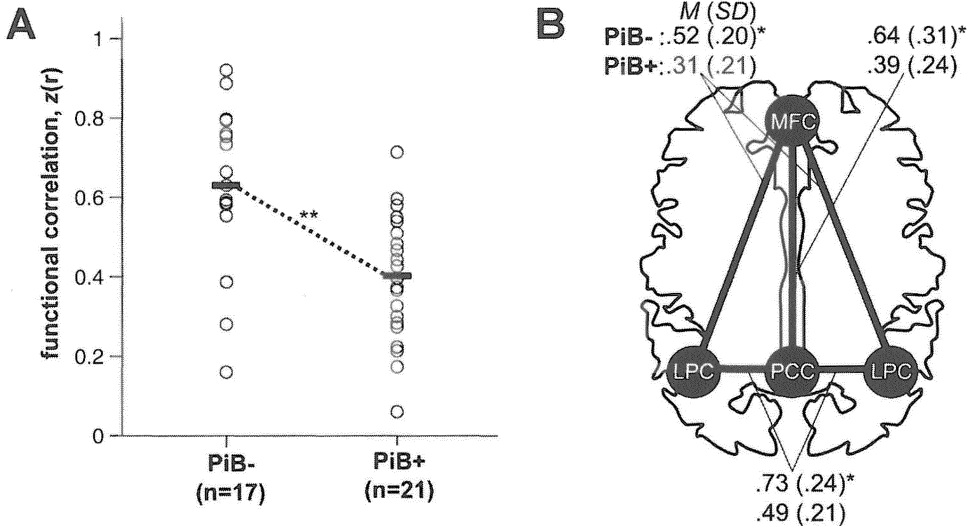 A
functional correlation, z(r)
1
0.8
0.6
0.4
0.2
0
**
PiB-
(n=17)
PiB+
(n=21)
B
M (SD)
PiB- :.52 (.20)*
PiB+:.31 (.21)
.64 (.31)*
.39 (.24)
MFC
LPC
PCC
LPC
.73 (.24)*
.49 (.21)